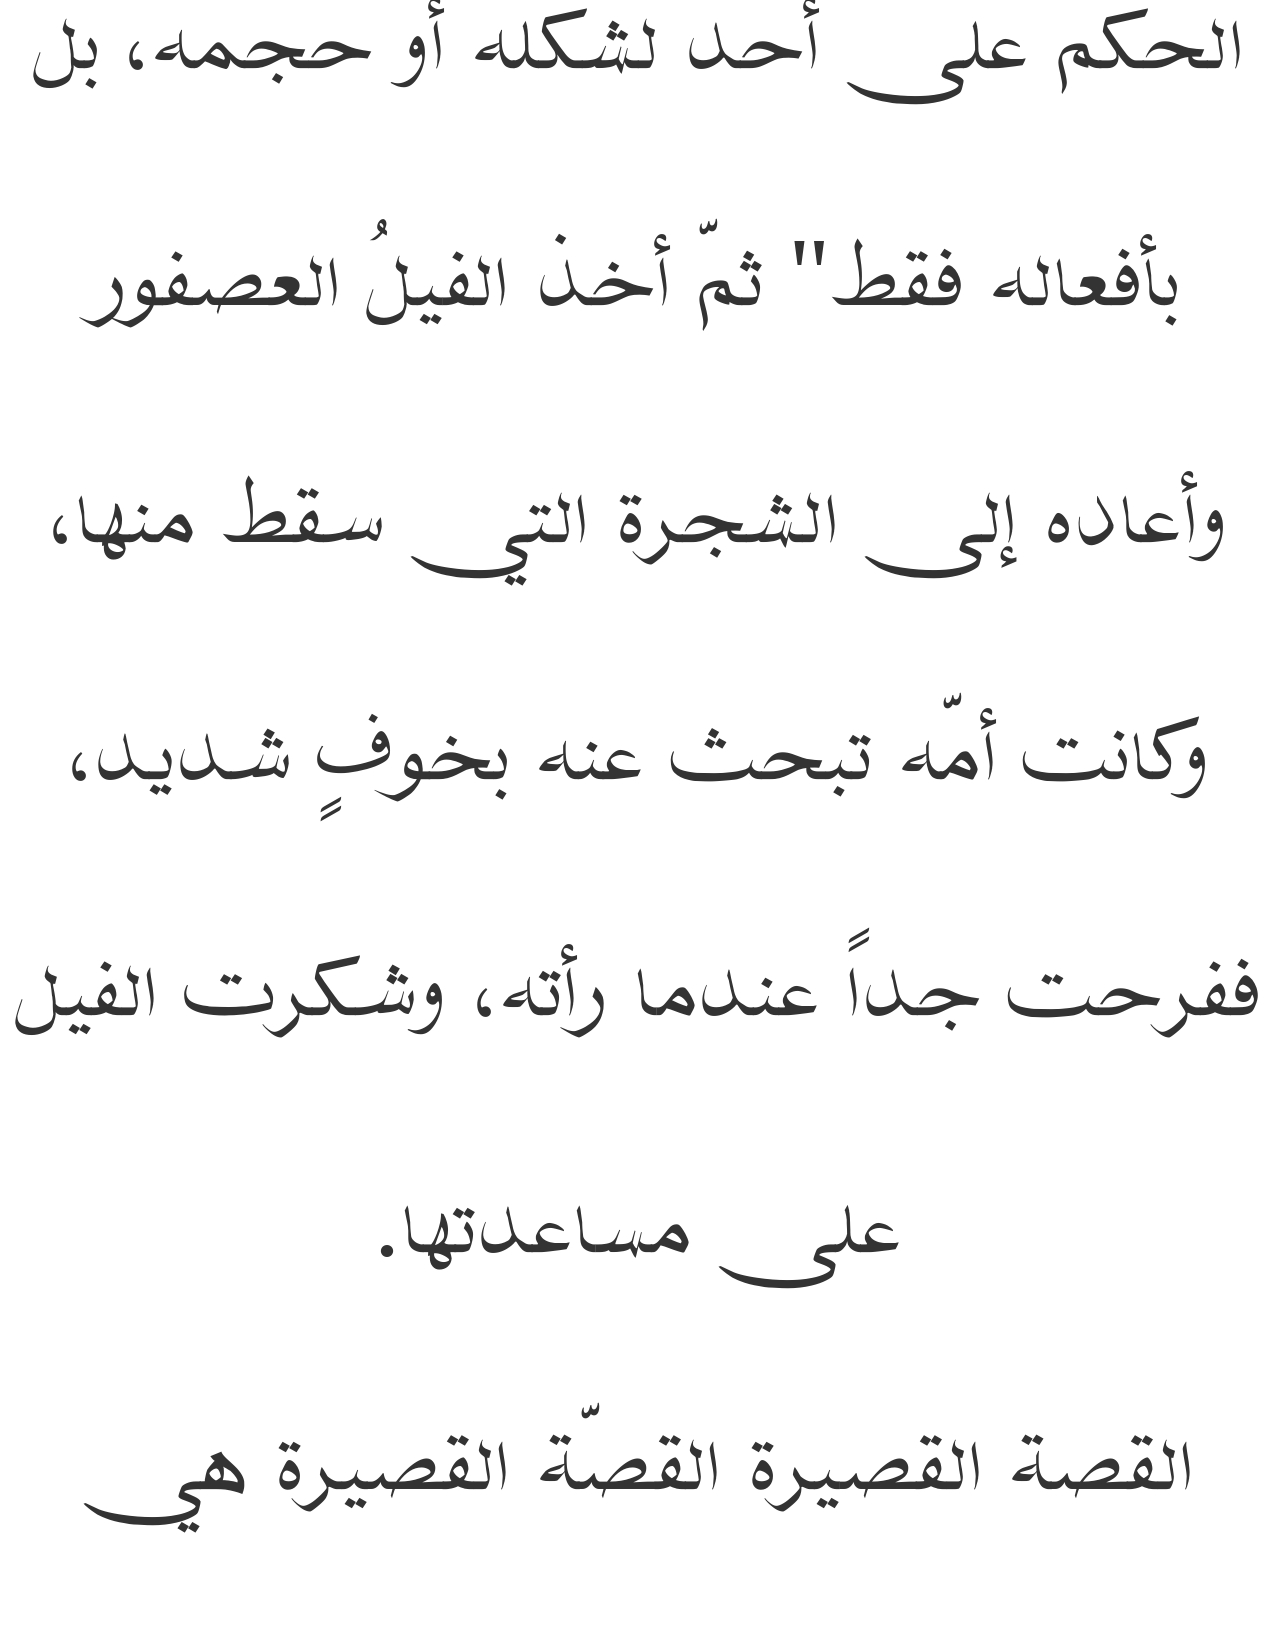 الحكم على أحد لشكله أو حجمه، بل
بأفعاله فقط" ثمّ أخذ الفيلُ العصفور
وأعاده إلى الشجرة التي سقط منها،
وكانت أمّه تبحث عنه بخوفٍ شديد،
ففرحت جداً عندما رأته، وشكرت الفيل
على مساعدتها.
القصة القصيرة القصّة القصيرة هي